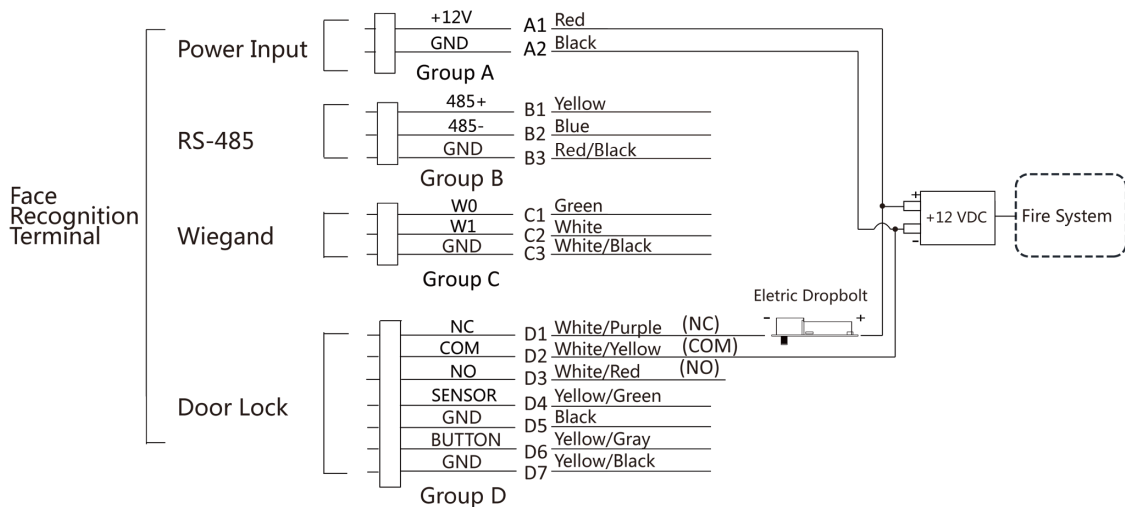 Face
Recognition
Terminal
Power Input
+12V A1 Red
GND A2 Black
Group A
RS-485
485+ B1 Yellow
485- B2 Blue
GND B3 Red/Black
Group B
Wiegand
W0 C1 Green
W1 C2 White
GND C3 White/Black
Group C
Door Lock
NC D1 White/Purple (NC)
COM D2 White/Yellow (COM)
NO D3 White/Red (NO)
SENSOR D4 Yellow/Green
GND D5 Black
BUTTON D6 Yellow/Gray
GND D7 Yellow/Black
Group D
Eletric Dropbolt
- +
+
+12 VDC
-
Fire System